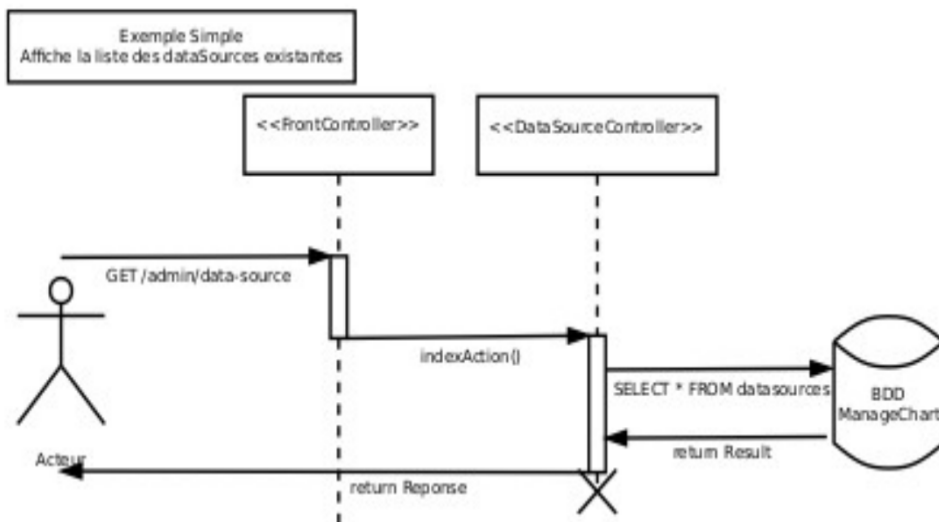 Exemple Simple
Affiche la liste des dataSources existantes
<<FrontController>>
<<DataSourceController>>
GET /admin/data-source
indexAction()
SELECT * FROM datasources
BDD
ManageChart
return Result
Acteur
return Reponse